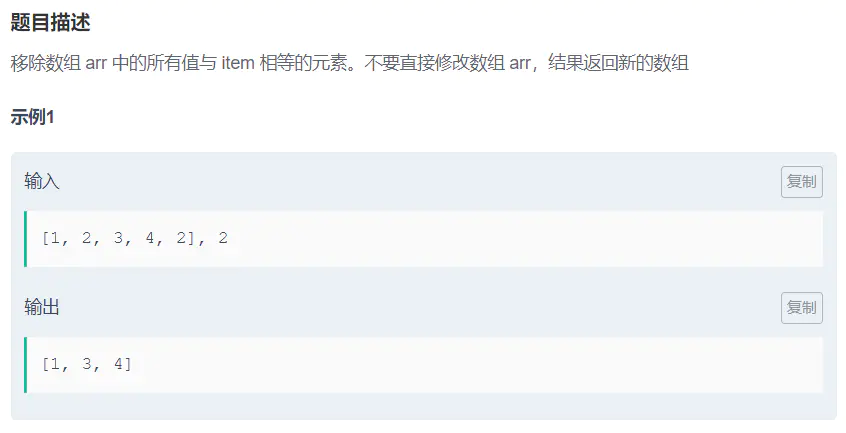 题目描述
移除数组 arr 中的所有值与 item 相等的元素。不要直接修改数组 arr，结果返回新的数组
示例1
输入
复制
[1, 2, 3, 4, 2], 2
输出
复制
[1, 3, 4]